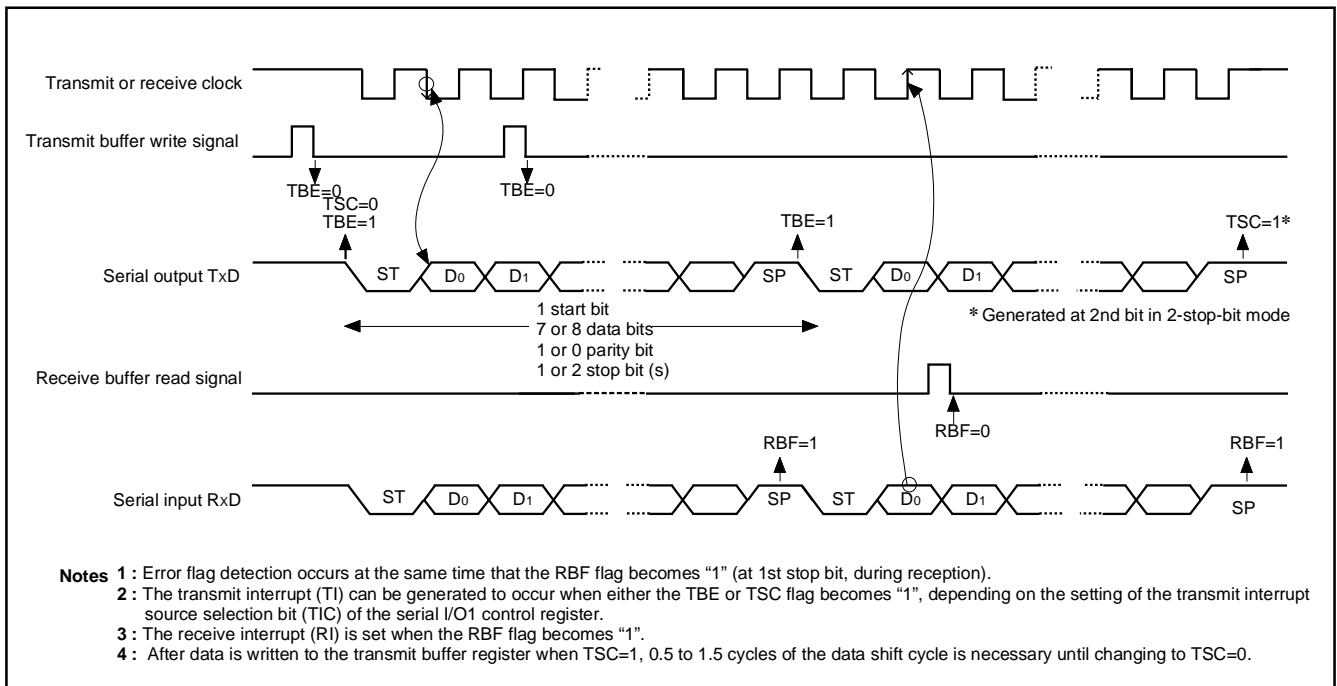 Transmit or receive clock
Transmit buffer write signal
TBE=0
TSC=0
TBE=1
TBE=0
TBE=1
TSC=1*
Serial output TxD
ST D0 D1 SP ST D0 D1 SP
1 start bit
7 or 8 data bits
1 or 0 parity bit
1 or 2 stop bit (s)
* Generated at 2nd bit in 2-stop-bit mode
Receive buffer read signal
RBF=0
RBF=1
RBF=1
Serial input RxD
ST D0 D1 SP ST D0 D1 SP
Notes 1 : Error flag detection occurs at the same time that the RBF flag becomes “1” (at 1st stop bit, during reception).
2 : The transmit interrupt (TI) can be generated to occur when either the TBE or TSC flag becomes “1”, depending on the setting of the transmit interrupt
source selection bit (TIC) of the serial I/O1 control register.
3 : The receive interrupt (RI) is set when the RBF flag becomes “1”.
4 : After data is written to the transmit buffer register when TSC=1, 0.5 to 1.5 cycles of the data shift cycle is necessary until changing to TSC=0.